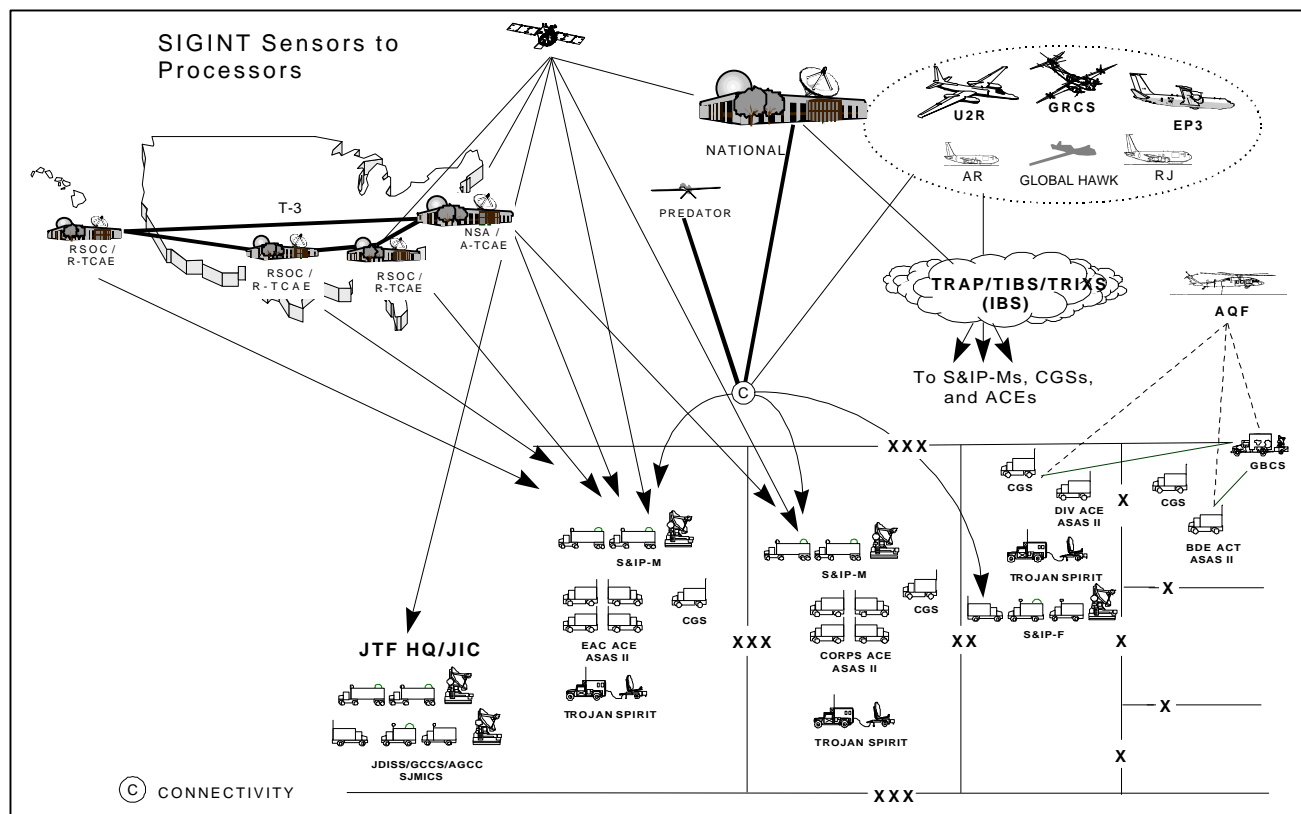 SIGINT Sensors to
Processors
U2R
GRCS
EP3
AR
GLOBAL HAWK
RJ
NATIONAL
PREDATOR
T-3
RSOC /
R-TCAE
RSOC /
R-TCAE
RSOC /
R-TCAE
NSA /
A-TCAE
TRAP/TIBS/TRIXS
(IBS)
AQF
To S&IP-Ms, CGSs,
and ACEs
C
XXX
GBCS
CGS
DIV ACE
ASAS II
X
CGS
BDE ACT
ASAS II
TROJAN SPIRIT
X
S&IP-M
S&IP-M
CGS
CGS
S&IP-F
EAC ACE
ASAS II
XXX
CORPS ACE
ASAS II
XX
X
JTF HQ/JIC
TROJAN SPIRIT
TROJAN SPIRIT
X
X
JDISS/GCCS/AGCC
SJMICS
C CONNECTIVITY
XXX